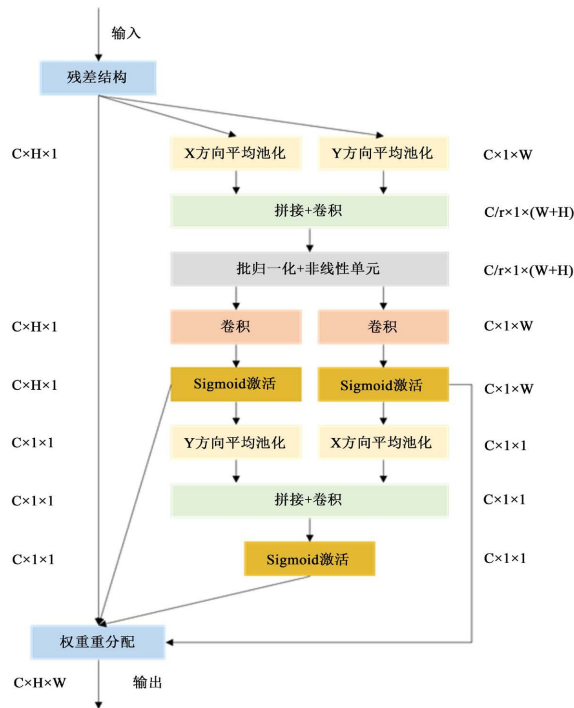 输入
残差结构
C×H×1
X方向平均池化
Y方向平均池化
C×1×W
拼接+卷积
C/r×1×(W+H)
批归一化+非线性单元
C/r×1×(W+H)
C×H×1
卷积
卷积
C×1×W
C×H×1
Sigmoid激活
Sigmoid激活
C×1×W
C×1×1
Y方向平均池化
X方向平均池化
C×1×1
C×1×1
拼接+卷积
C×1×1
C×1×1
Sigmoid激活
C×1×1
权重重分配
C×H×W
输出